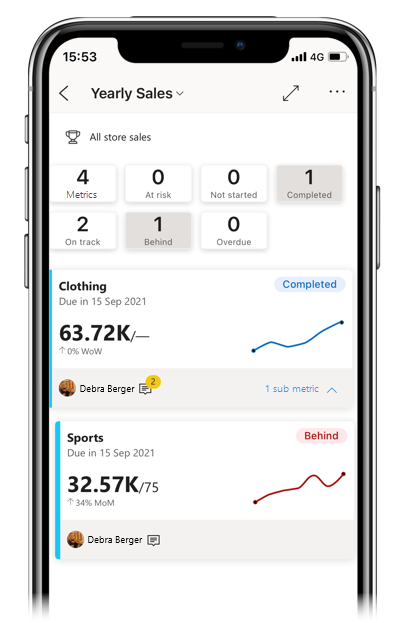 15:53
4G
Yearly Sales
All store sales
4 0 0 1
Metrics At risk Not started Completed
2 1 0
On track Behind Overdue
Clothing Completed
Due in 15 Sep 2021
63.72K/—
↑ 0% WoW
Debra Berger 2 1 sub metric
Sports Behind
Due in 15 Sep 2021
32.57K/75
↑ 34% MoM
Debra Berger